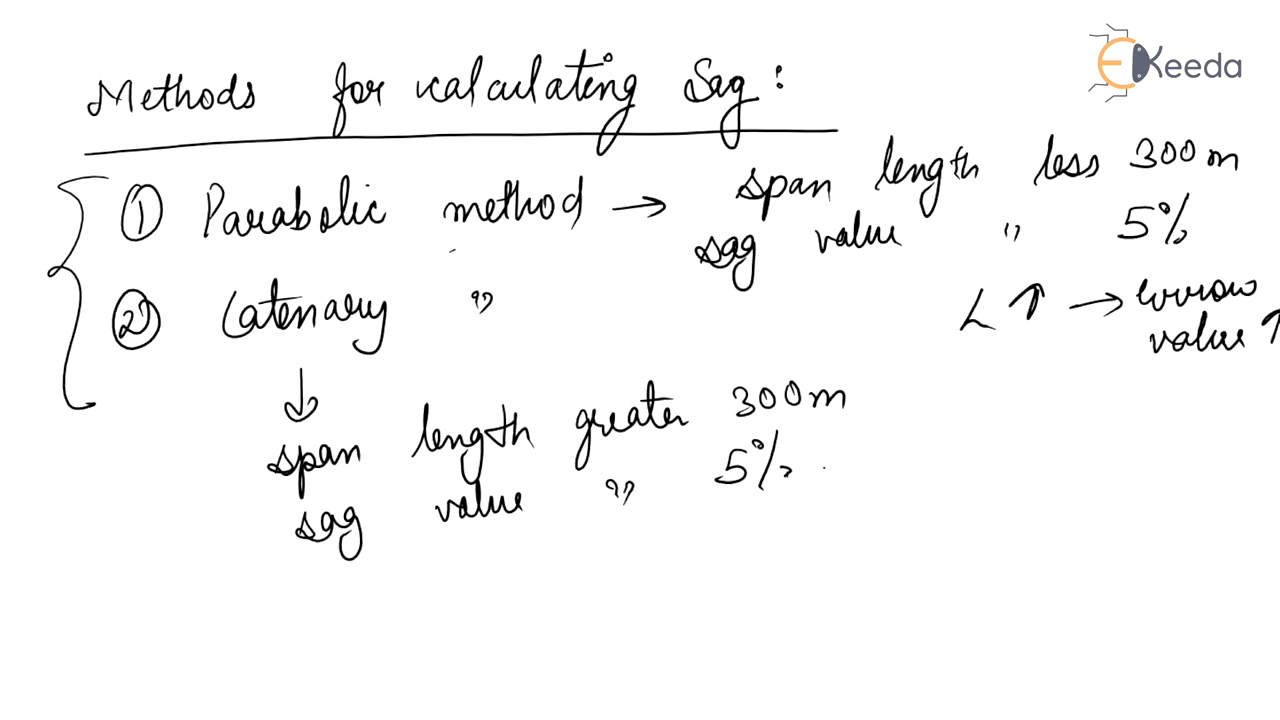 EKeeda
Methods for calculating Sag :
① Parabolic method → span length less 300m
sag value " 5%
② Catenary "
L ↑ → error
value ↑
↓
span length greater 300m
sag value " 5%